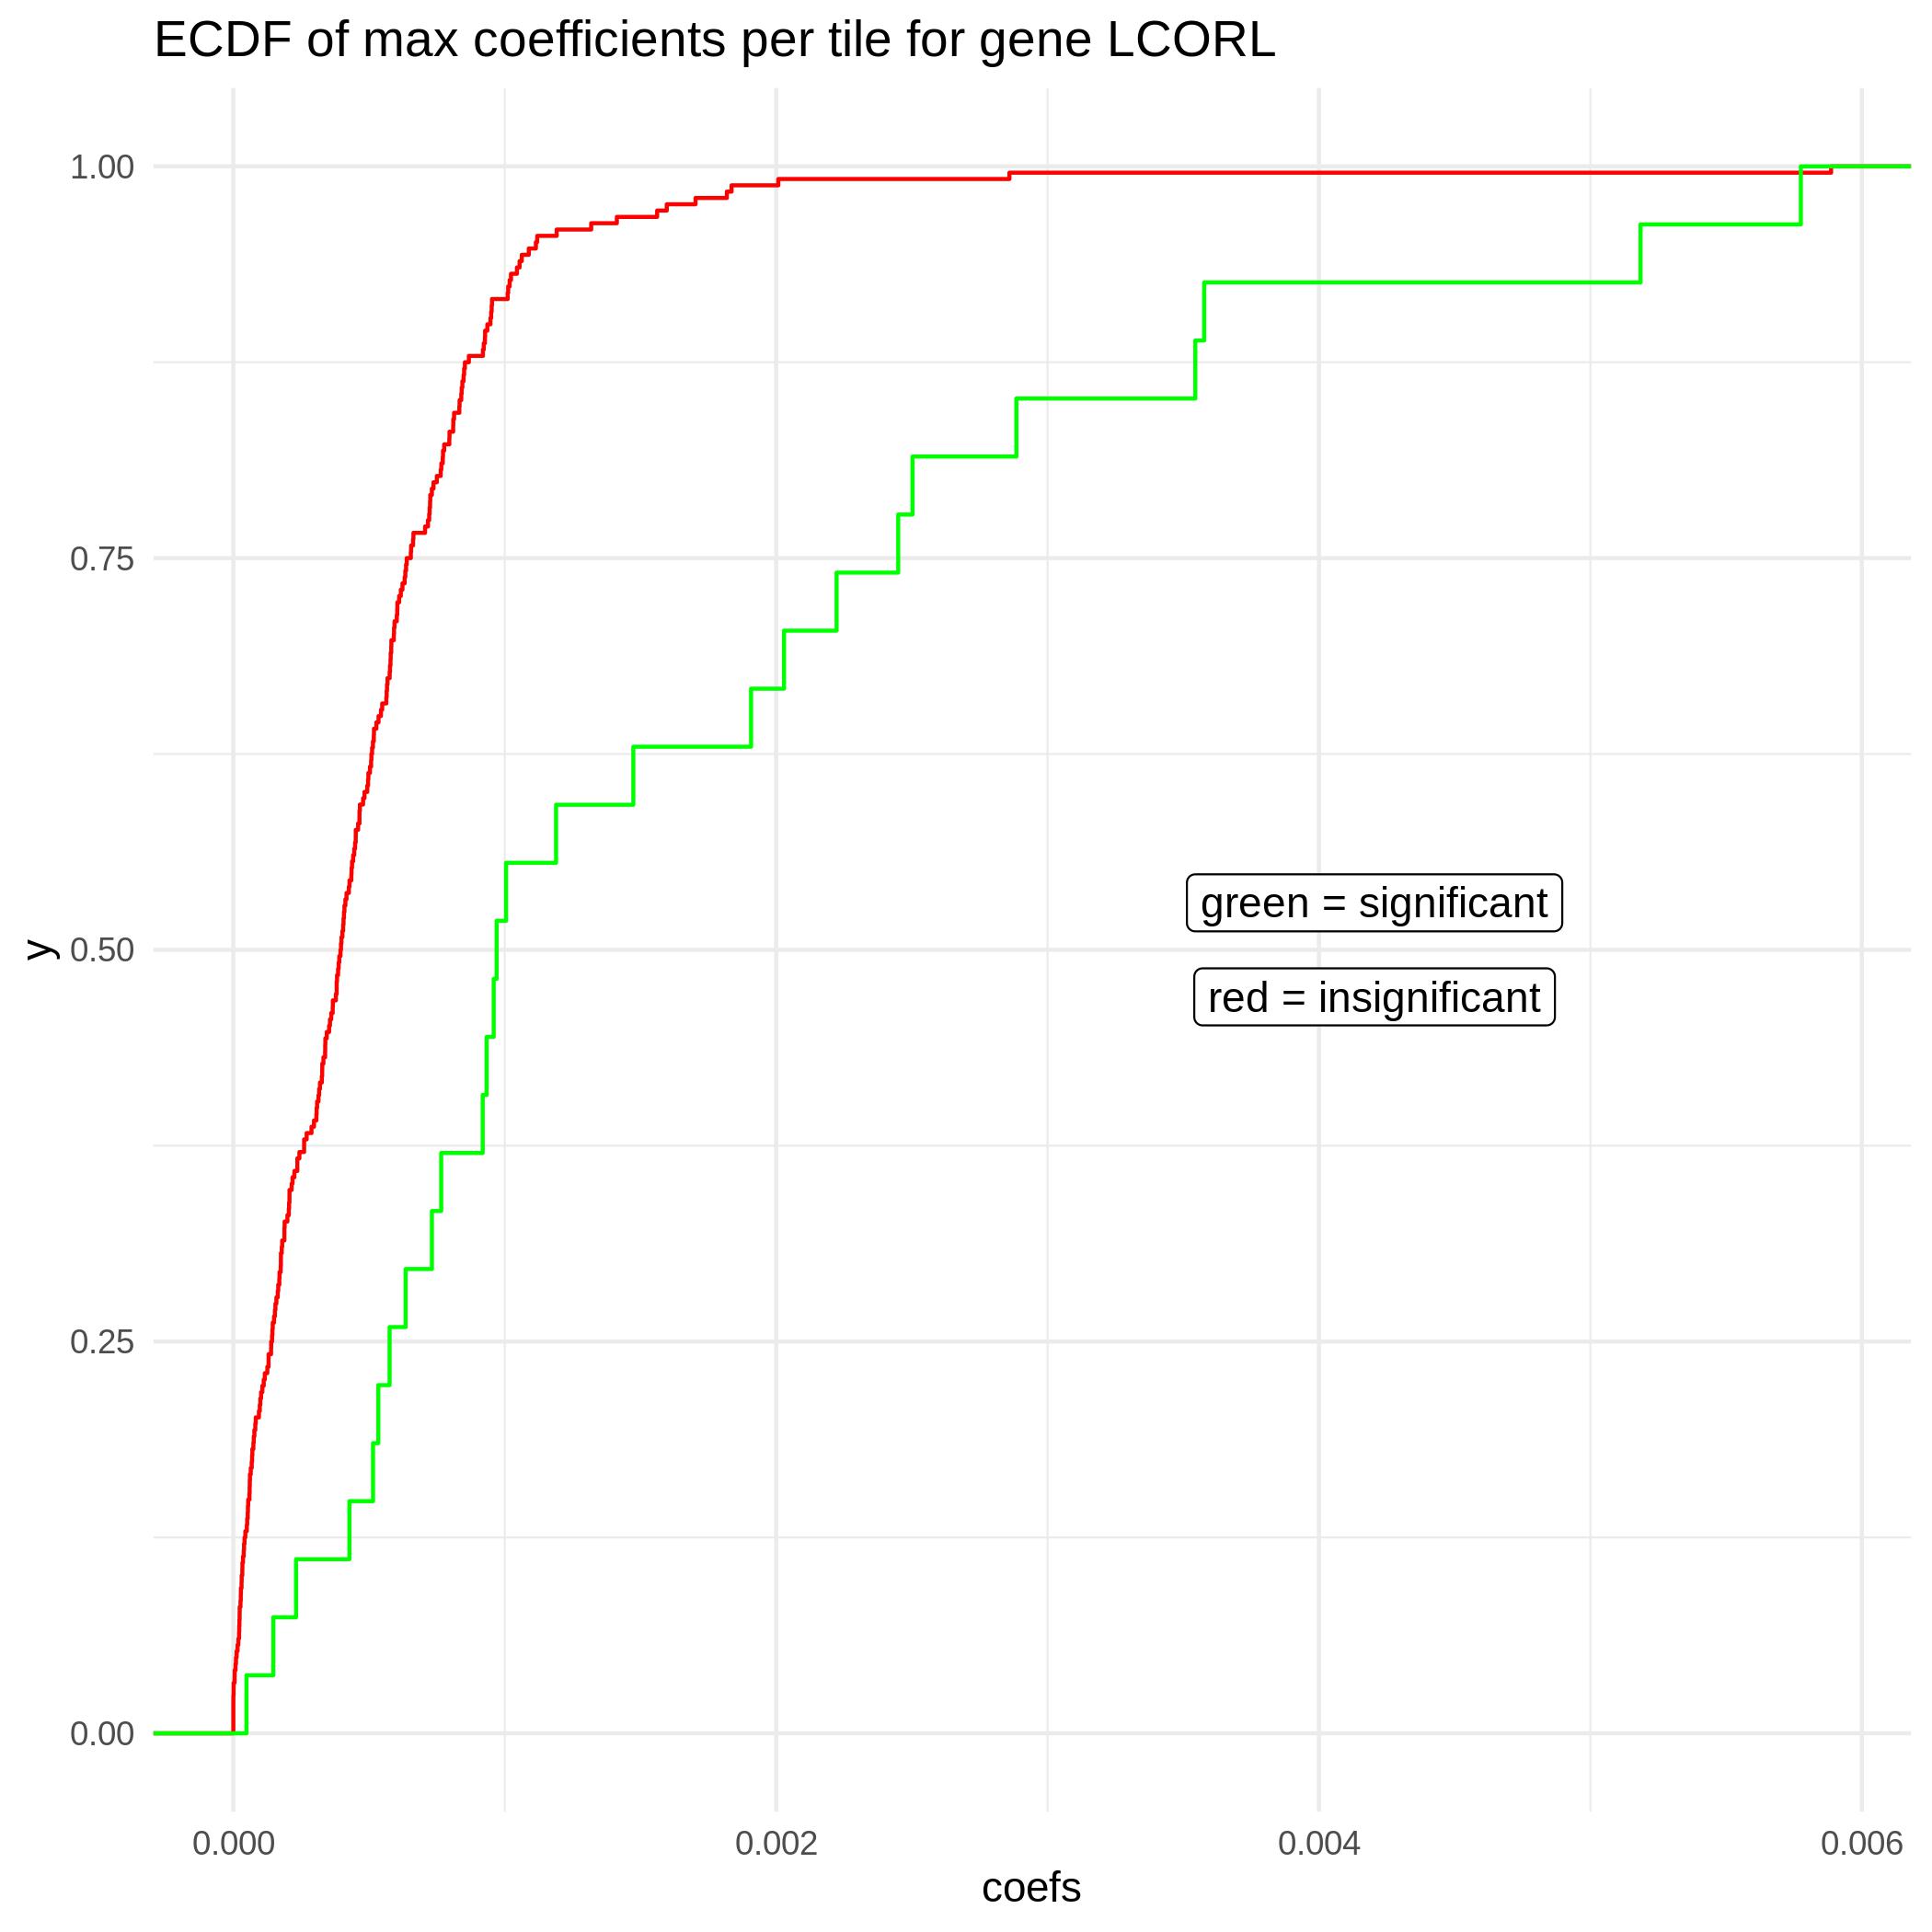 ECDF of max coefficients per tile for gene LCORL
1.00
0.75
0.50
0.25
0.00
y
green = significant
red = insignificant
0.000 0.002 0.004 0.006
coefs